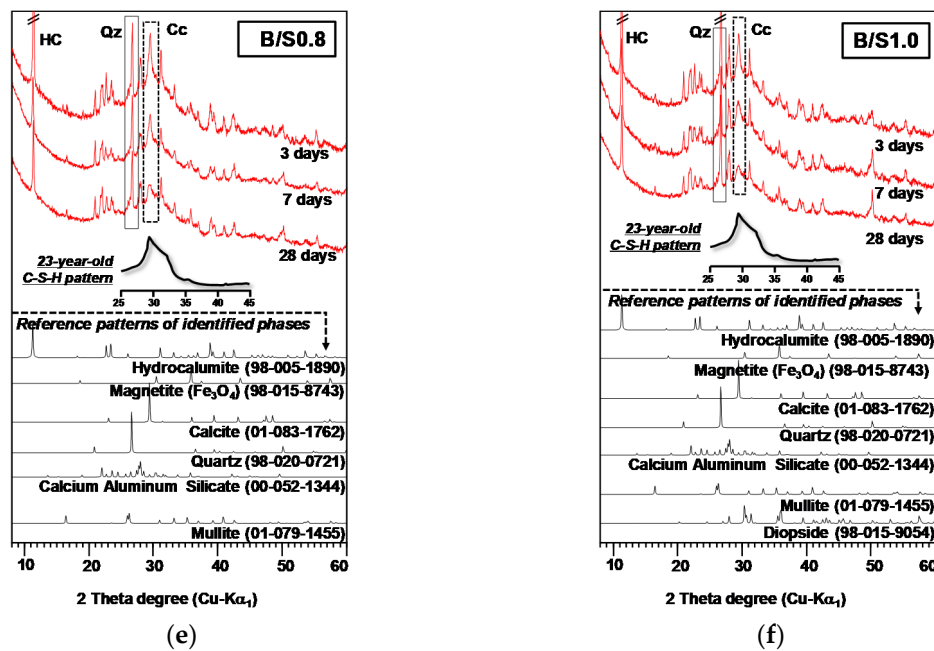 HC
Qz
Cc
B/S0.8
3 days
7 days
28 days
23-year-old
C-S-H pattern
25 30 35 40 45
Reference patterns of identified phases
Hydrocalumite (98-005-1890)
Magnetite (Fe3O4) (98-015-8743)
Calcite (01-083-1762)
Quartz (98-020-0721)
Calcium Aluminum Silicate (00-052-1344)
Mullite (01-079-1455)
10 20 30 40 50 60
2 Theta degree (Cu-Kα1)
(e)
HC
Qz
Cc
B/S1.0
3 days
7 days
28 days
23-year-old
C-S-H pattern
25 30 35 40 45
Reference patterns of identified phases
Hydrocalumite (98-005-1890)
Magnetite (Fe3O4) (98-015-8743)
Calcite (01-083-1762)
Quartz (98-020-0721)
Calcium Aluminum Silicate (00-052-1344)
Mullite (01-079-1455)
Diopside (98-015-9054)
10 20 30 40 50 60
2 Theta degree (Cu-Kα1)
(f)